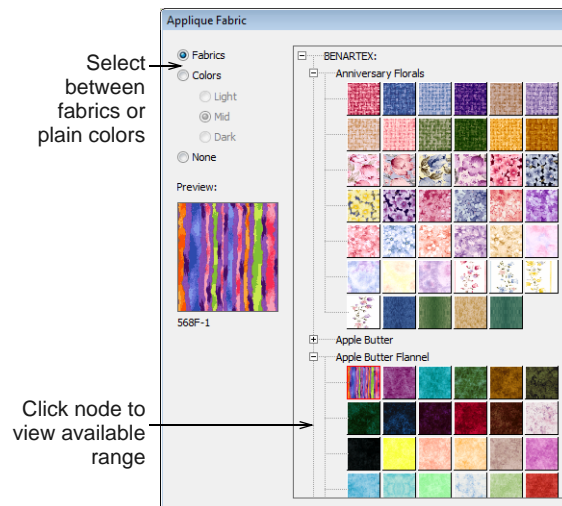 Applique Fabric
Select
between
fabrics or
plain colors
Fabrics
Colors
Light
Mid
Dark
None
Preview:
568F-1
BENARTEX:
Anniversary Florals
Apple Butter
Apple Butter Flannel
Click node to
view available
range